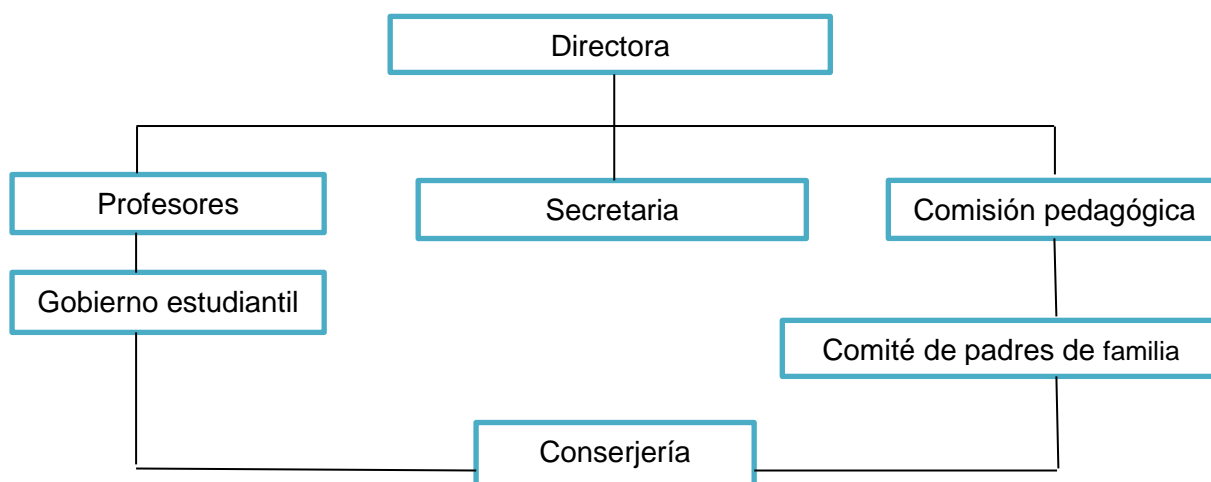 Directora
Profesores
Secretaria
Comisión pedagógica
Gobierno estudiantil
Comité de padres de familia
Conserjería